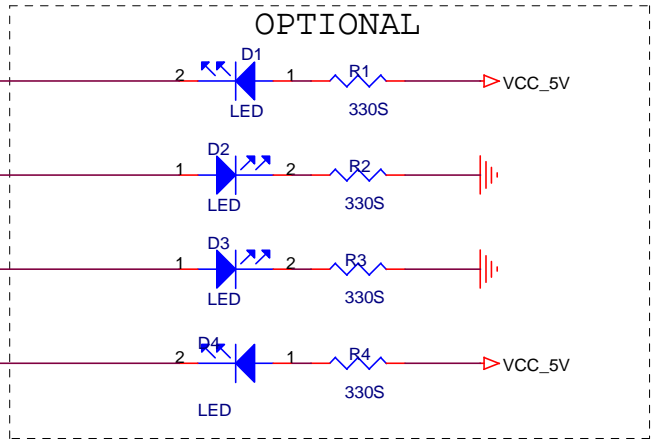 OPTIONAL
D1
2 1 R1
VCC_5V
LED 330S
D2
1 2 R2
LED 330S
D3
1 2 R3
LED 330S
D4
2 1 R4
VCC_5V
330S
LED